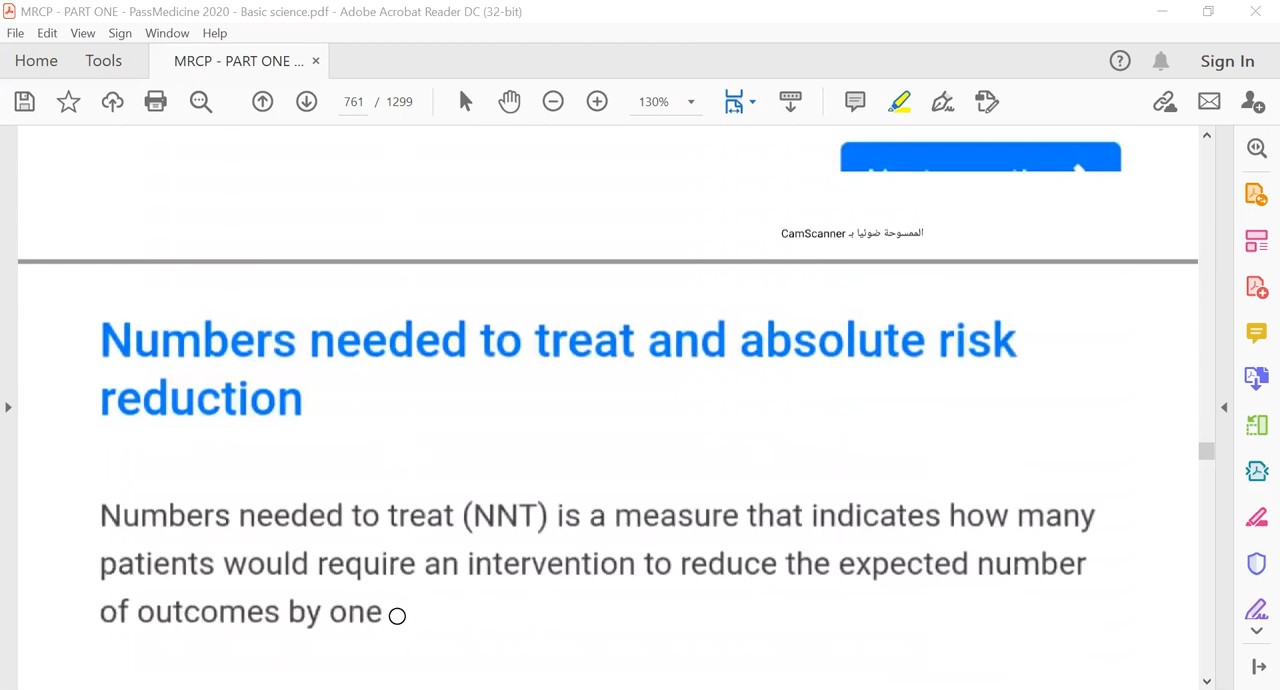 MRCP - PART ONE - PassMedicine 2020 - Basic science.pdf - Adobe Acrobat Reader DC (32-bit)
File Edit View Sign Window Help
Home Tools MRCP - PART ONE ... × Sign In
761 / 1299 130%
الممسوحة ضوئيا بـ CamScanner
Numbers needed to treat and absolute risk
reduction
Numbers needed to treat (NNT) is a measure that indicates how many
patients would require an intervention to reduce the expected number
of outcomes by one